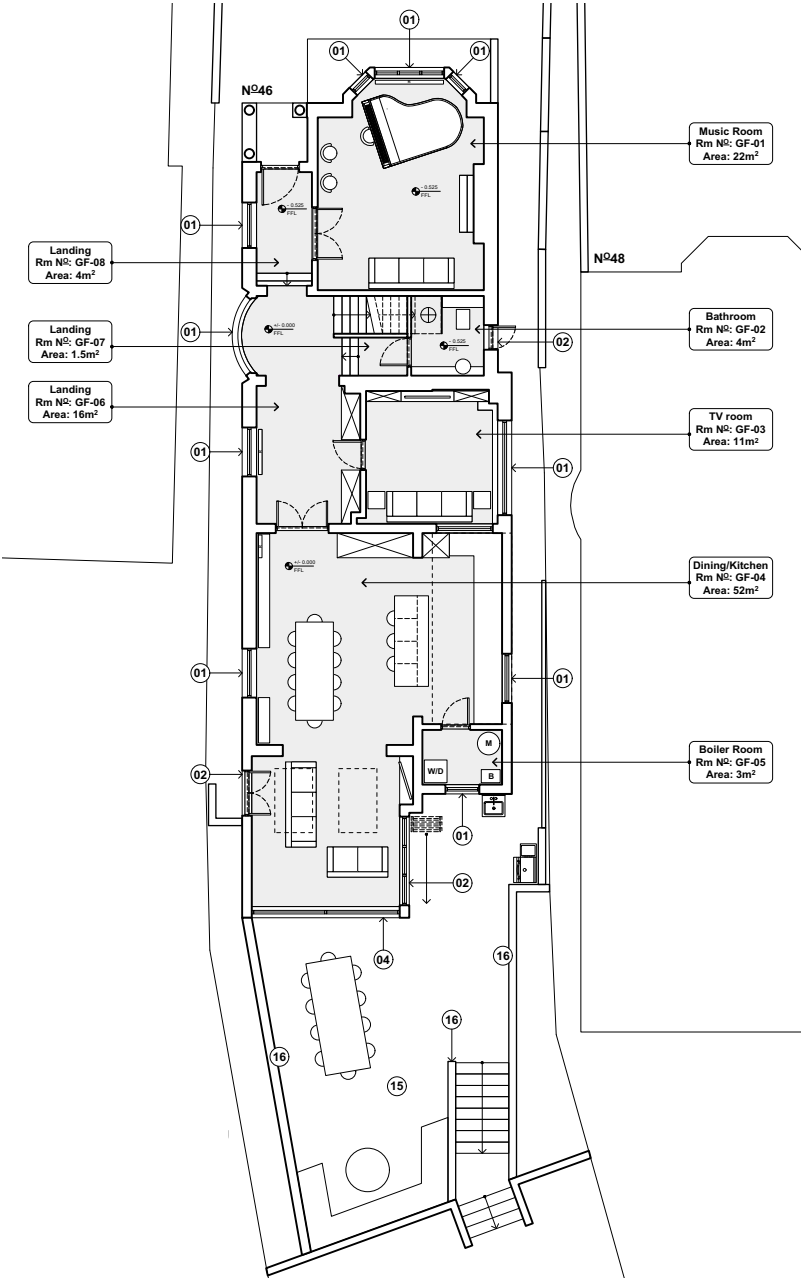 01
01
01
Nº46
Music Room
Rm Nº: GF-01
Area: 22m²
- 0.525
FFL
- 0.525
FFL
01
Landing
Rm Nº: GF-08
Area: 4m²
Nº48
01
+/- 0.000
FFL
Bathroom
Rm Nº: GF-02
Area: 4m²
Landing
Rm Nº: GF-07
Area: 1.5m²
- 0.525
FFL
02
Landing
Rm Nº: GF-06
Area: 16m²
TV room
Rm Nº: GF-03
Area: 11m²
01
01
+/- 0.000
FFL
Dining/Kitchen
Rm Nº: GF-04
Area: 52m²
01
01
M
W/D
B
Boiler Room
Rm Nº: GF-05
Area: 3m²
02
01
02
04
16
16
16
15